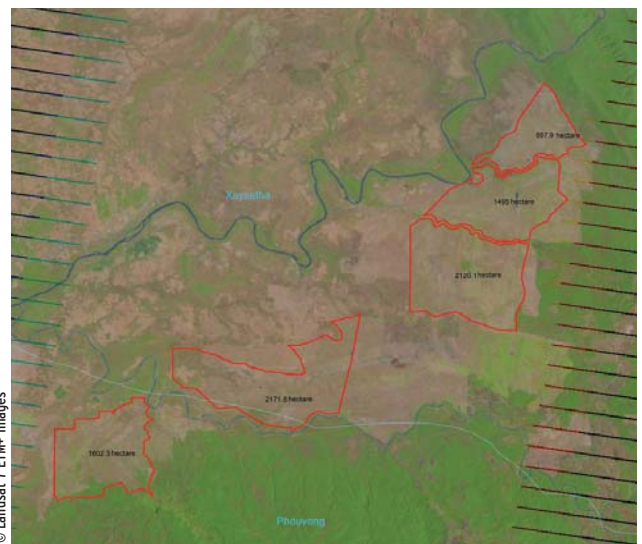 897.9 hectare
Xaysetha
1495 hectare
2120.1 hectare
2171.8 hectare
1602.3 hectare
Phouvong
© Landsat 7 ETM+ images